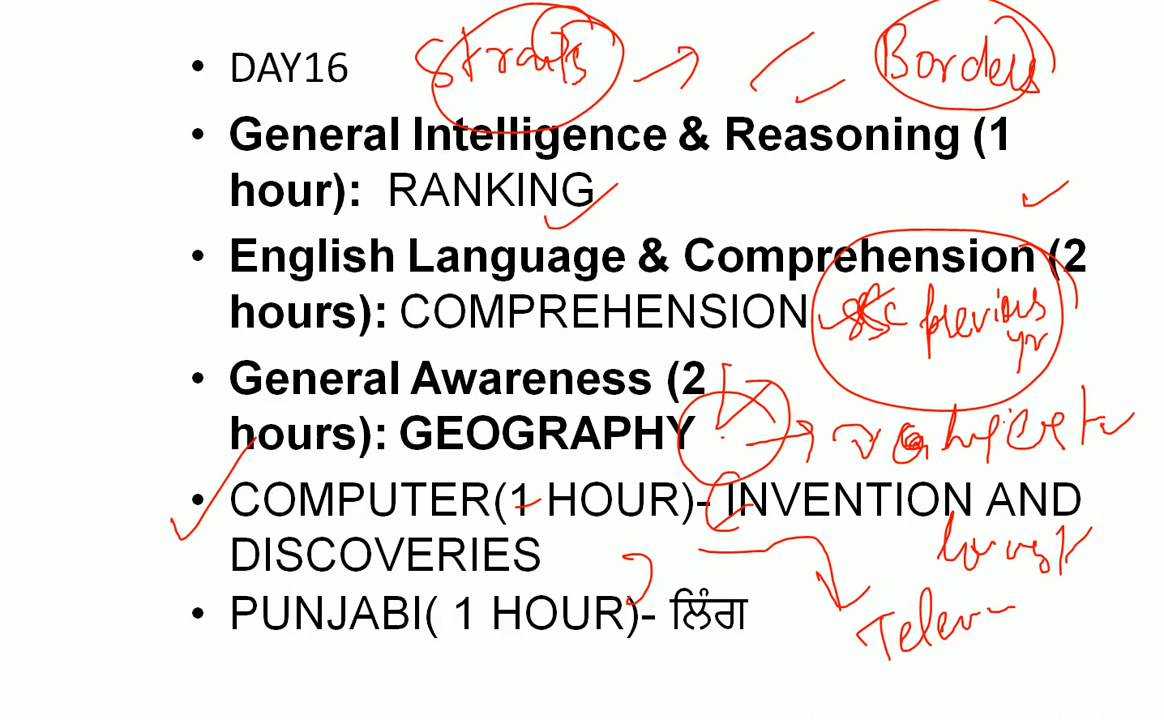 Straits Borders
• DAY16
• General Intelligence & Reasoning (1
hour): RANKING
• English Language & Comprehension (2
hours): COMPREHENSION
previous
yr
• General Awareness (2
hours): GEOGRAPHY
• COMPUTER(1 HOUR)- INVENTION AND
DISCOVERIES
• PUNJABI( 1 HOUR)- ਲਿੰਗ